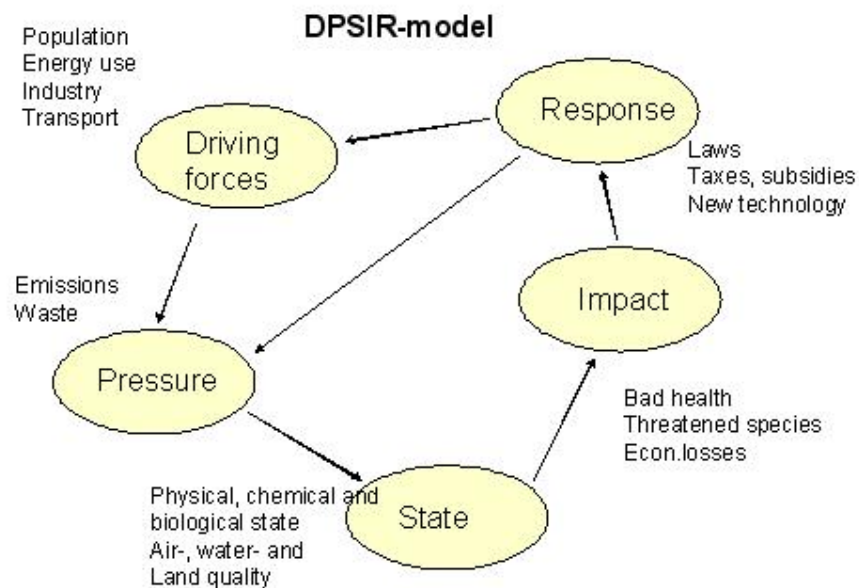 DPSIR-model
Population
Energy use
Industry
Transport
Driving
forces
Response
Laws
Taxes, subsidies
New technology
Emissions
Waste
Impact
Pressure
Bad health
Threatened species
Econ.losses
Physical, chemical and
biological state
Air-, water- and
Land quality
State